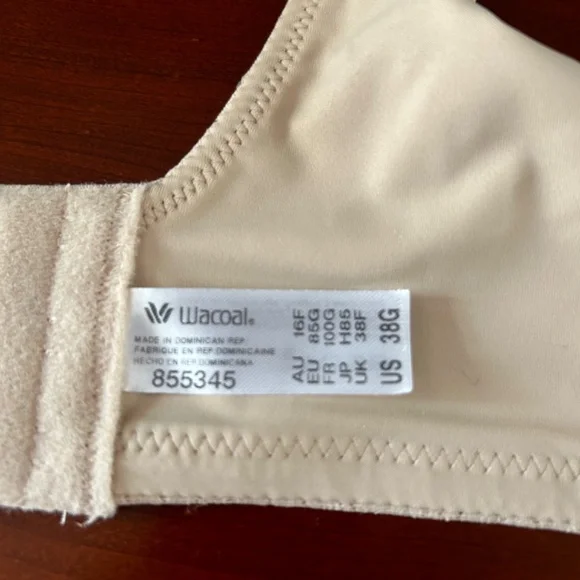 Wacoal®
MADE IN DOMINICAN REP.
FABRIQUE EN REP. DOMINICAINE
HECHO EN REP. DOMINICANA
855345
AU 16F
EU 85G
FR 100G
JP H85
UK 38F
US 38G